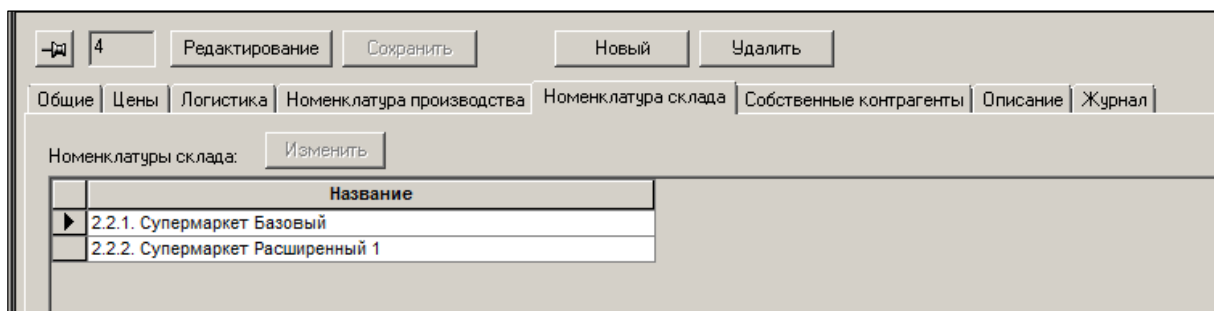 4 Редактирование Сохранить Новый Удалить
Общие Цены Логистика Номенклатура производства Номенклатура склада Собственные контрагенты Описание Журнал
Номенклатуры склада: Изменить
Название
2.2.1. Супермаркет Базовый
2.2.2. Супермаркет Расширенный 1